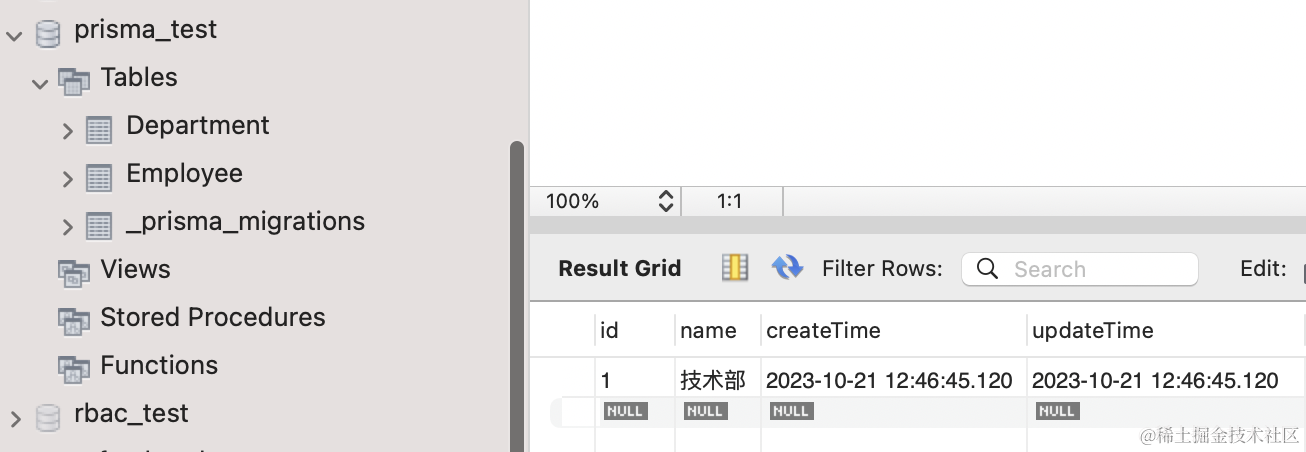 prisma_test
Tables
Department
Employee
_prisma_migrations
Views
Stored Procedures
Functions
rbac_test
100% 1:1
Result Grid Filter Rows: Search Edit:
id name createTime updateTime
1 技术部 2023-10-21 12:46:45.120 2023-10-21 12:46:45.120
NULL NULL NULL NULL
@稀土掘金技术社区